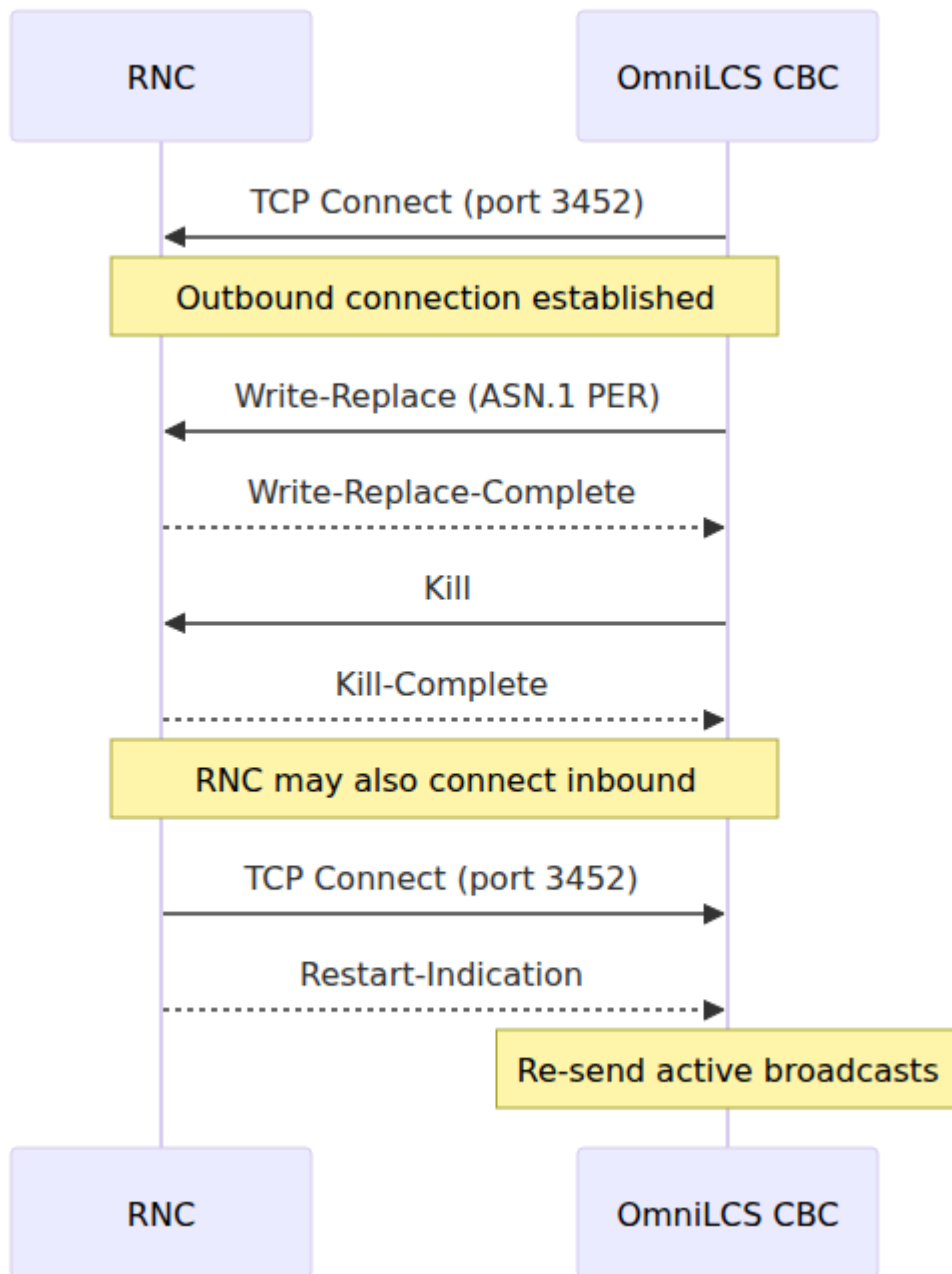 RNC
OmniLCS CBC
TCP Connect (port 3452)
Outbound connection established
Write-Replace (ASN.1 PER)
Write-Replace-Complete
Kill
Kill-Complete
RNC may also connect inbound
TCP Connect (port 3452)
Restart-Indication
Re-send active broadcasts
RNC
OmniLCS CBC